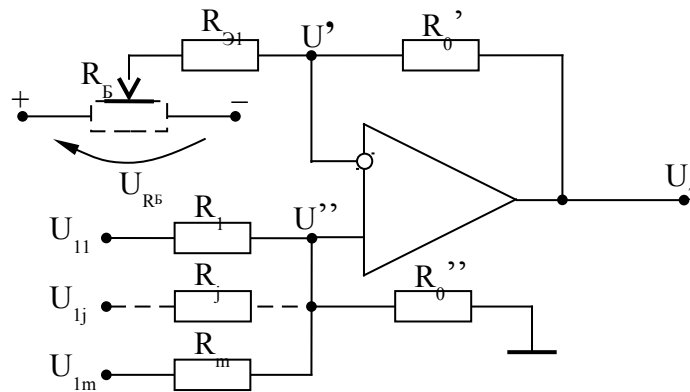 R_Э1
U’
R_0’
R_Б
+
−
U_RБ
U_11
R_1
U’’
U_1j
R_j
R_0’’
U_1m
R_m